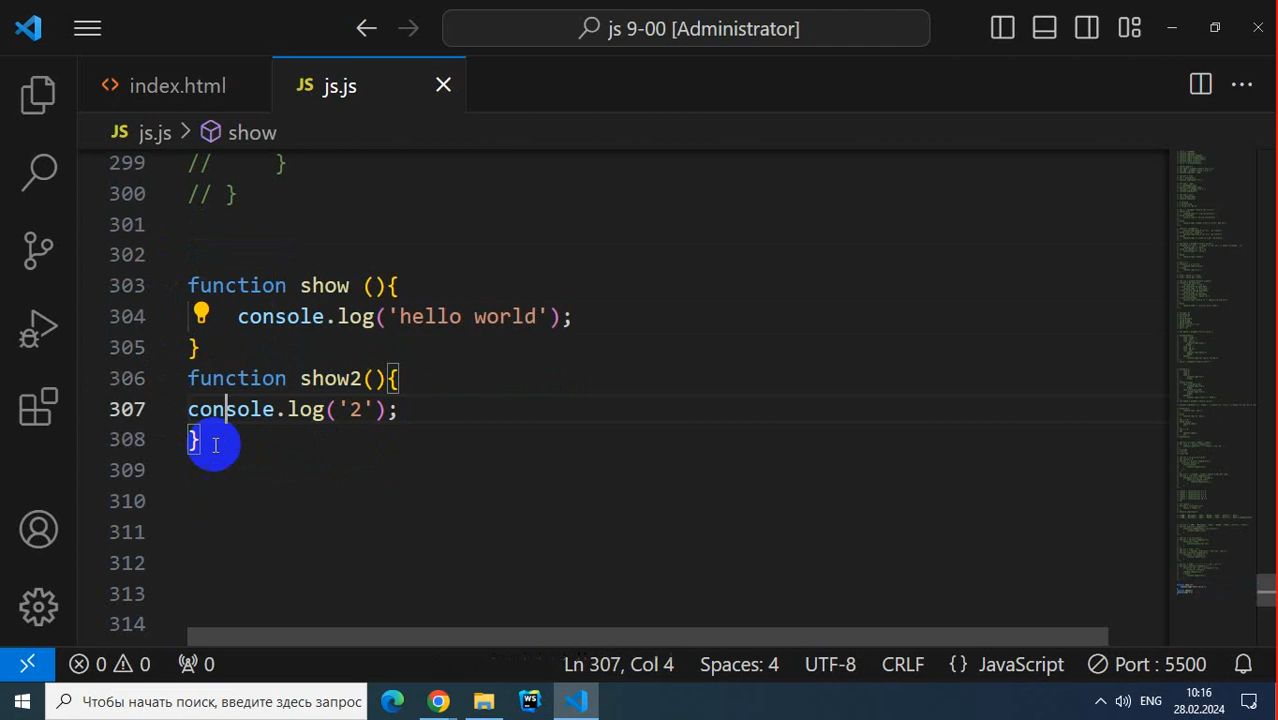 js 9-00 [Administrator]
index.html
JS js.js
JS js.js > show
299 //     }
300 // }
301
302
303 function show (){
304     console.log('hello world');
305 }
306 function show2(){
307 console.log('2');
308 }
309
310
311
312
313
314
0 0 0 Ln 307, Col 4 Spaces: 4 UTF-8 CRLF {} JavaScript Port : 5500
Чтобы начать поиск, введите здесь запрос WS ENG 10:16
28.02.2024